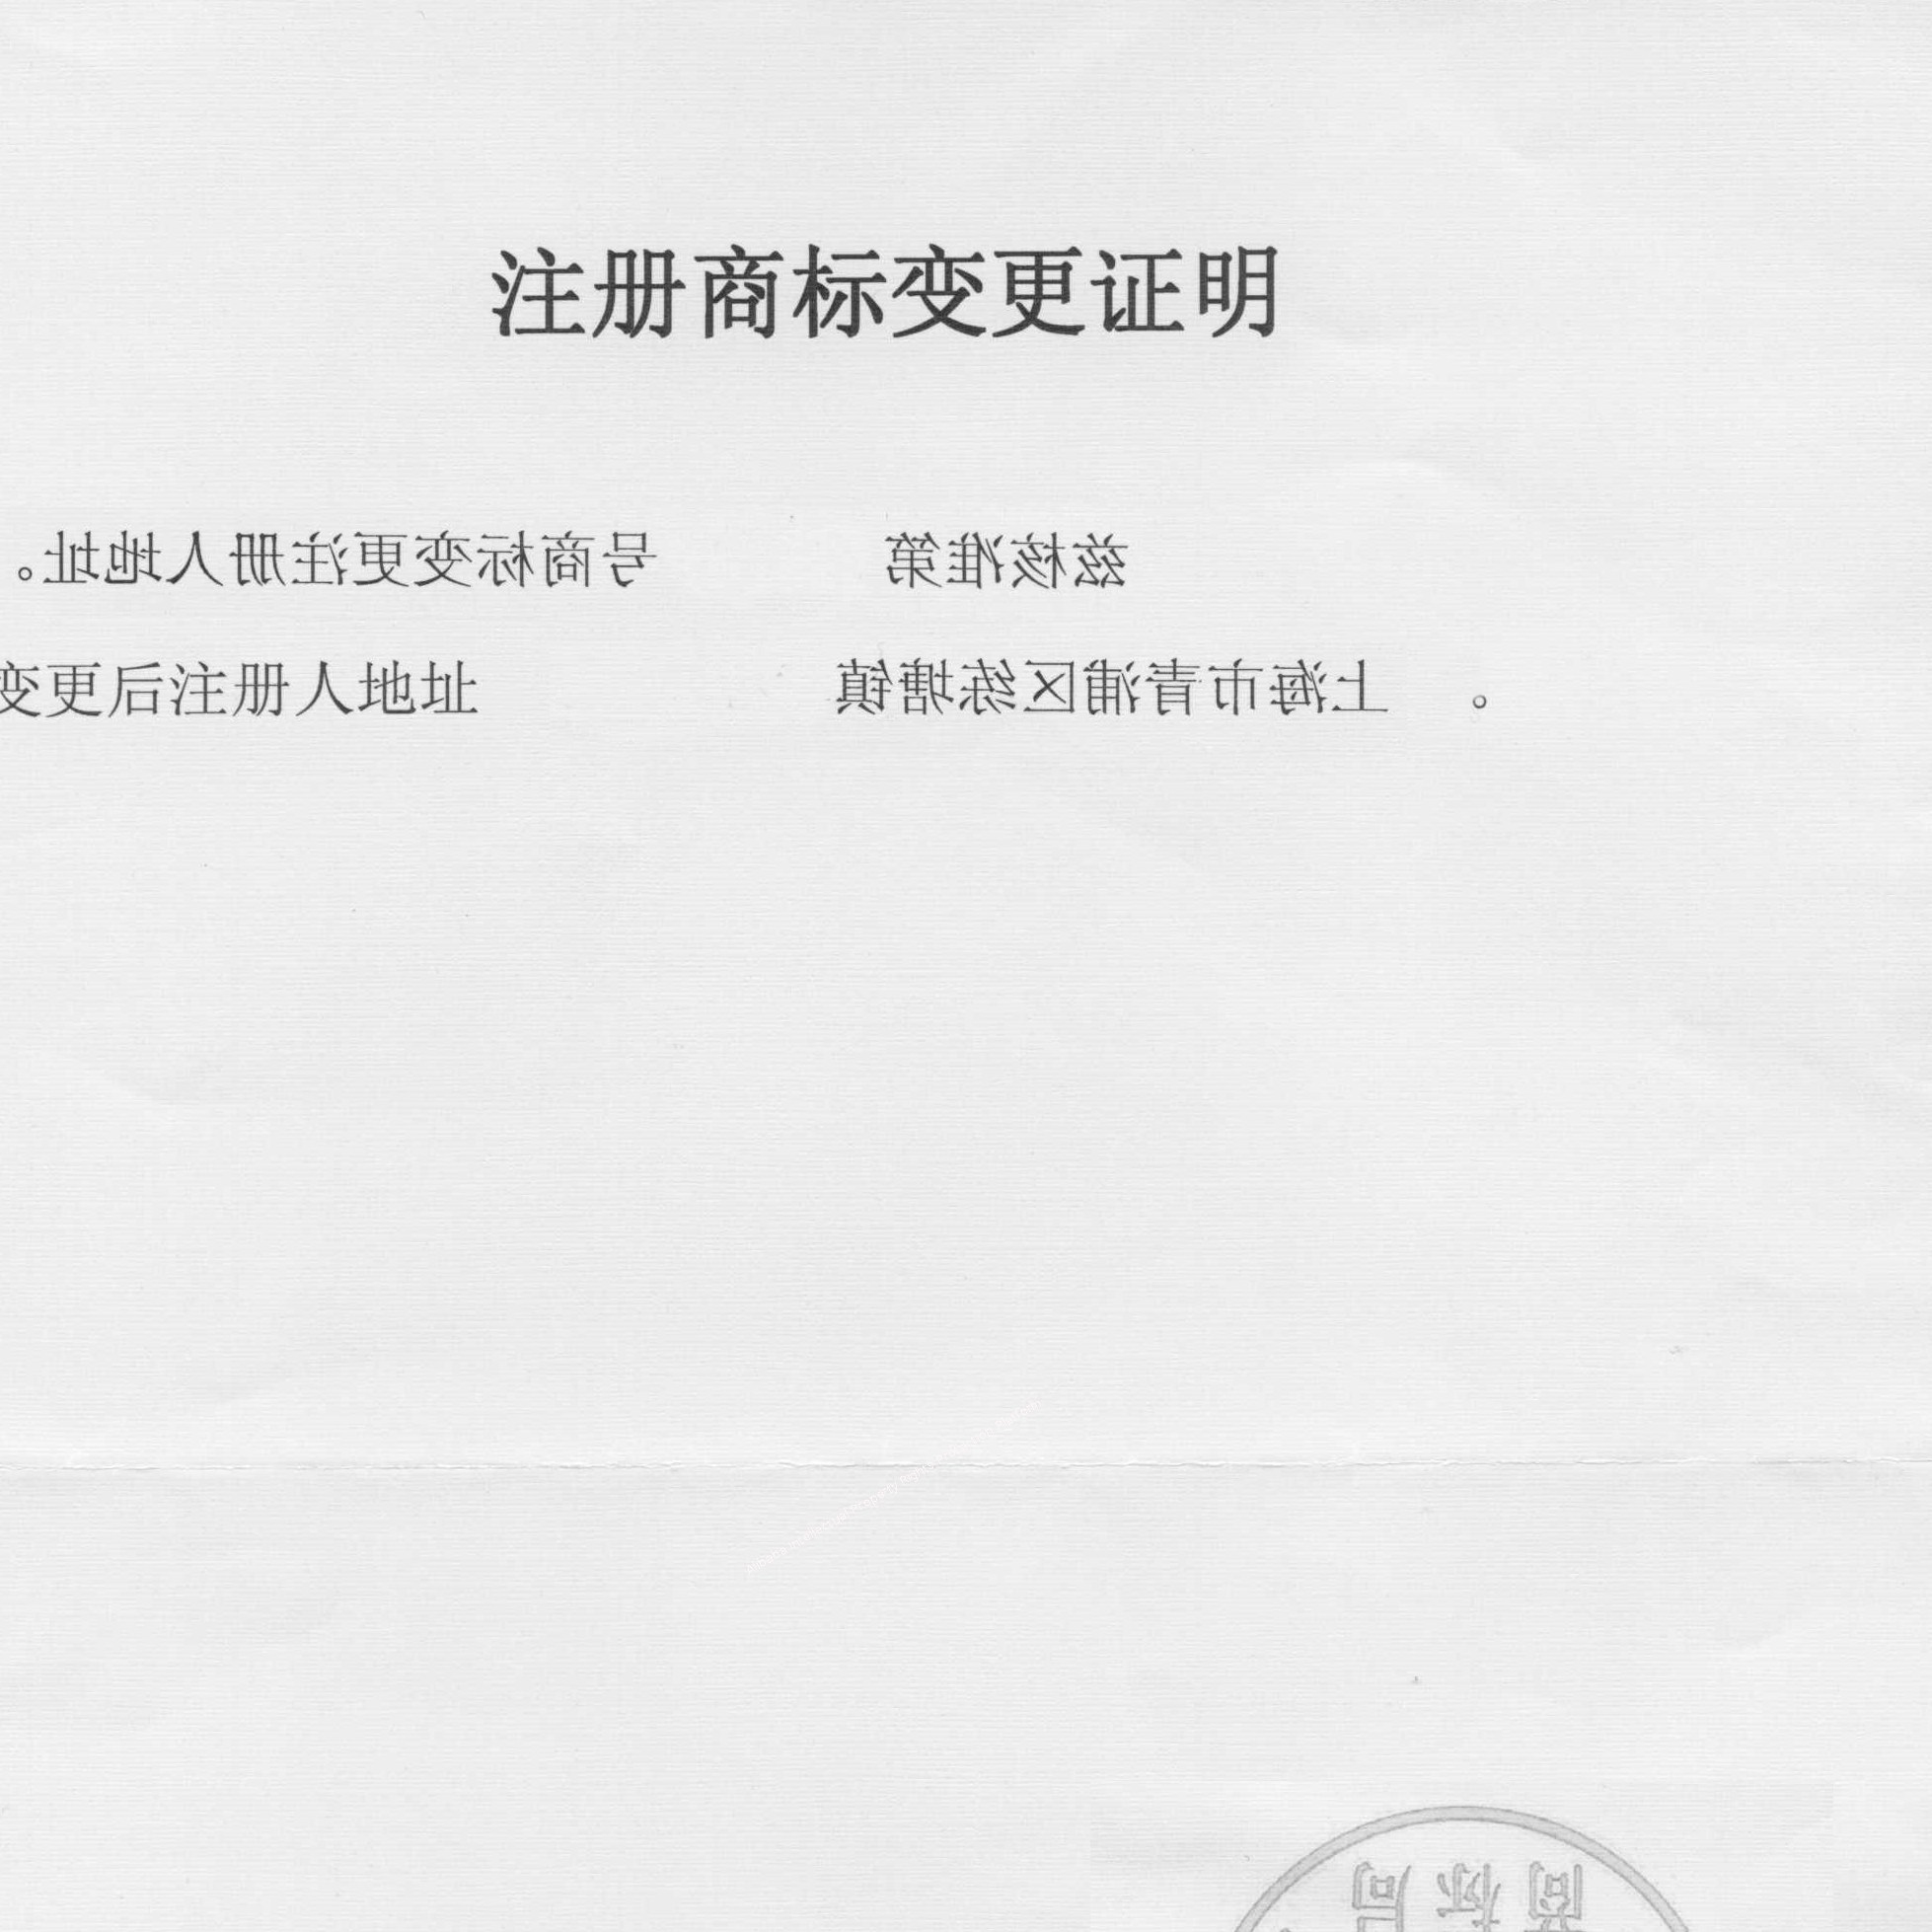 注册商标变更证明
兹核准第 号商标变更注册人地址。
变更后注册人地址 上海市青浦区练塘镇 。
商标局